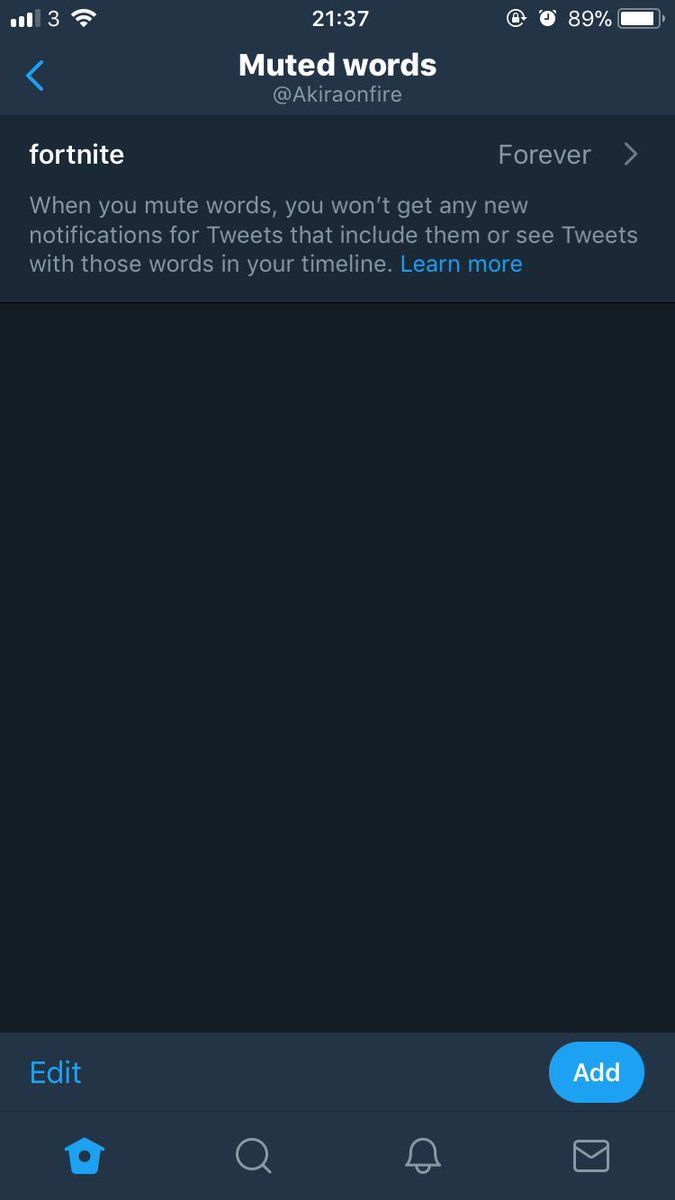 3 21:37 89%
Muted words
@Akiraonfire
fortnite Forever
When you mute words, you won’t get any new
notifications for Tweets that include them or see Tweets
with those words in your timeline. Learn more
Edit Add